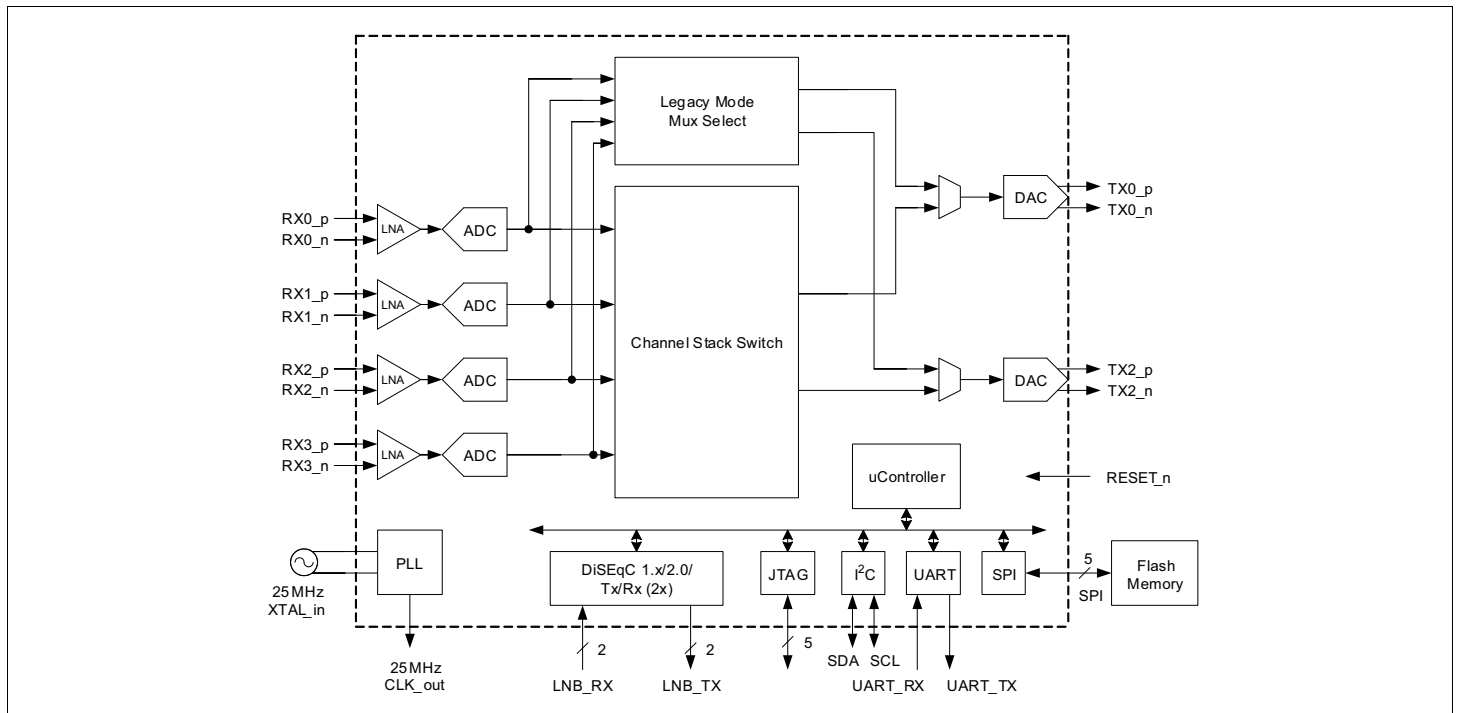 Legacy Mode
Mux Select
RX0_p
RX0_n
LNA
ADC
RX1_p
RX1_n
LNA
ADC
RX2_p
RX2_n
LNA
ADC
RX3_p
RX3_n
LNA
ADC
Channel Stack Switch
DAC
TX0_p
TX0_n
DAC
TX2_p
TX2_n
uController
RESET_n
25MHz
XTAL_in
PLL
25MHz
CLK_out
DiSEqC 1.x/2.0/
Tx/Rx (2x)
2
LNB_RX
2
LNB_TX
JTAG
5
I²C
SDA
SCL
UART
UART_RX
UART_TX
SPI
5
SPI
Flash
Memory